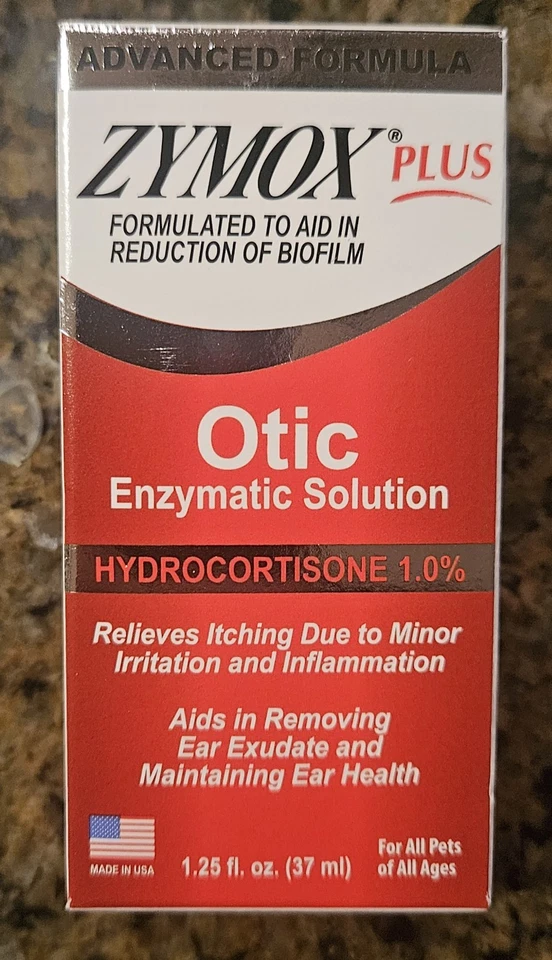 ADVANCED FORMULA
ZYMOX® PLUS
FORMULATED TO AID IN
REDUCTION OF BIOFILM
Otic
Enzymatic Solution
HYDROCORTISONE 1.0%
Relieves Itching Due to Minor
Irritation and Inflammation
Aids in Removing
Ear Exudate and
Maintaining Ear Health
MADE IN USA
1.25 fl. oz. (37 ml)
For All Pets
of All Ages